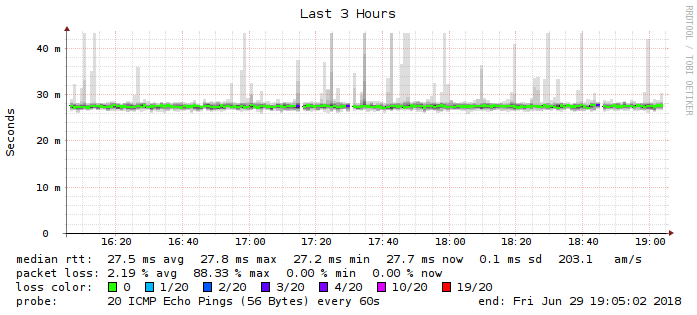 Last 3 Hours
RRDTOOL / TOBI OETIKER
Seconds
40 m
30 m
20 m
10 m
0
16:20 16:40 17:00 17:20 17:40 18:00 18:20 18:40 19:00
median rtt: 27.5 ms avg 27.8 ms max 27.2 ms min 27.7 ms now 0.1 ms sd 203.1 am/s
packet loss: 2.19 % avg 88.33 % max 0.00 % min 0.00 % now
loss color: 0 1/20 2/20 3/20 4/20 10/20 19/20
probe: 20 ICMP Echo Pings (56 Bytes) every 60s end: Fri Jun 29 19:05:02 2018